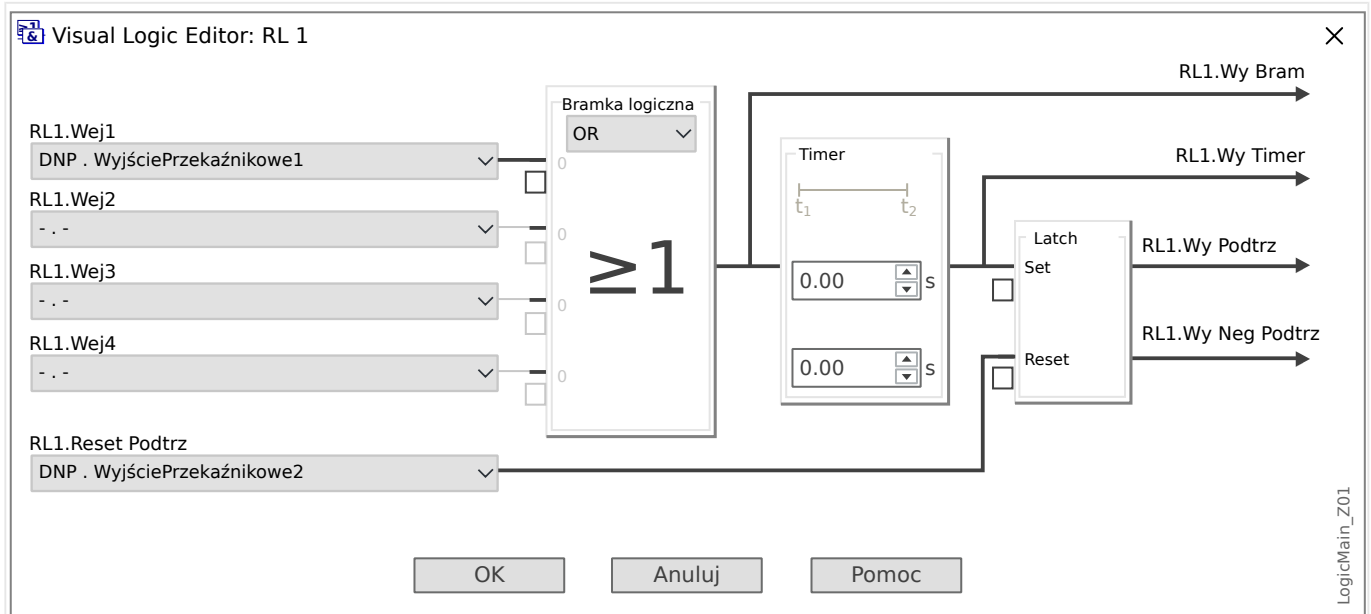 ≥1
&
Visual Logic Editor: RL 1
RL1.Wy Bram
Bramka logiczna
OR
RL1.Wej1
DNP . WyjściePrzekaźnikowe1
0
Timer
RL1.Wy Timer
t1
t2
RL1.Wej2
- . -
0
≥1
Latch
RL1.Wy Podtrz
Set
RL1.Wej3
- . -
0
0.00
s
RL1.Wej4
- . -
0
0.00
s
Reset
RL1.Wy Neg Podtrz
RL1.Reset Podtrz
DNP . WyjściePrzekaźnikowe2
OK
Anuluj
Pomoc
LogicMain_Z01